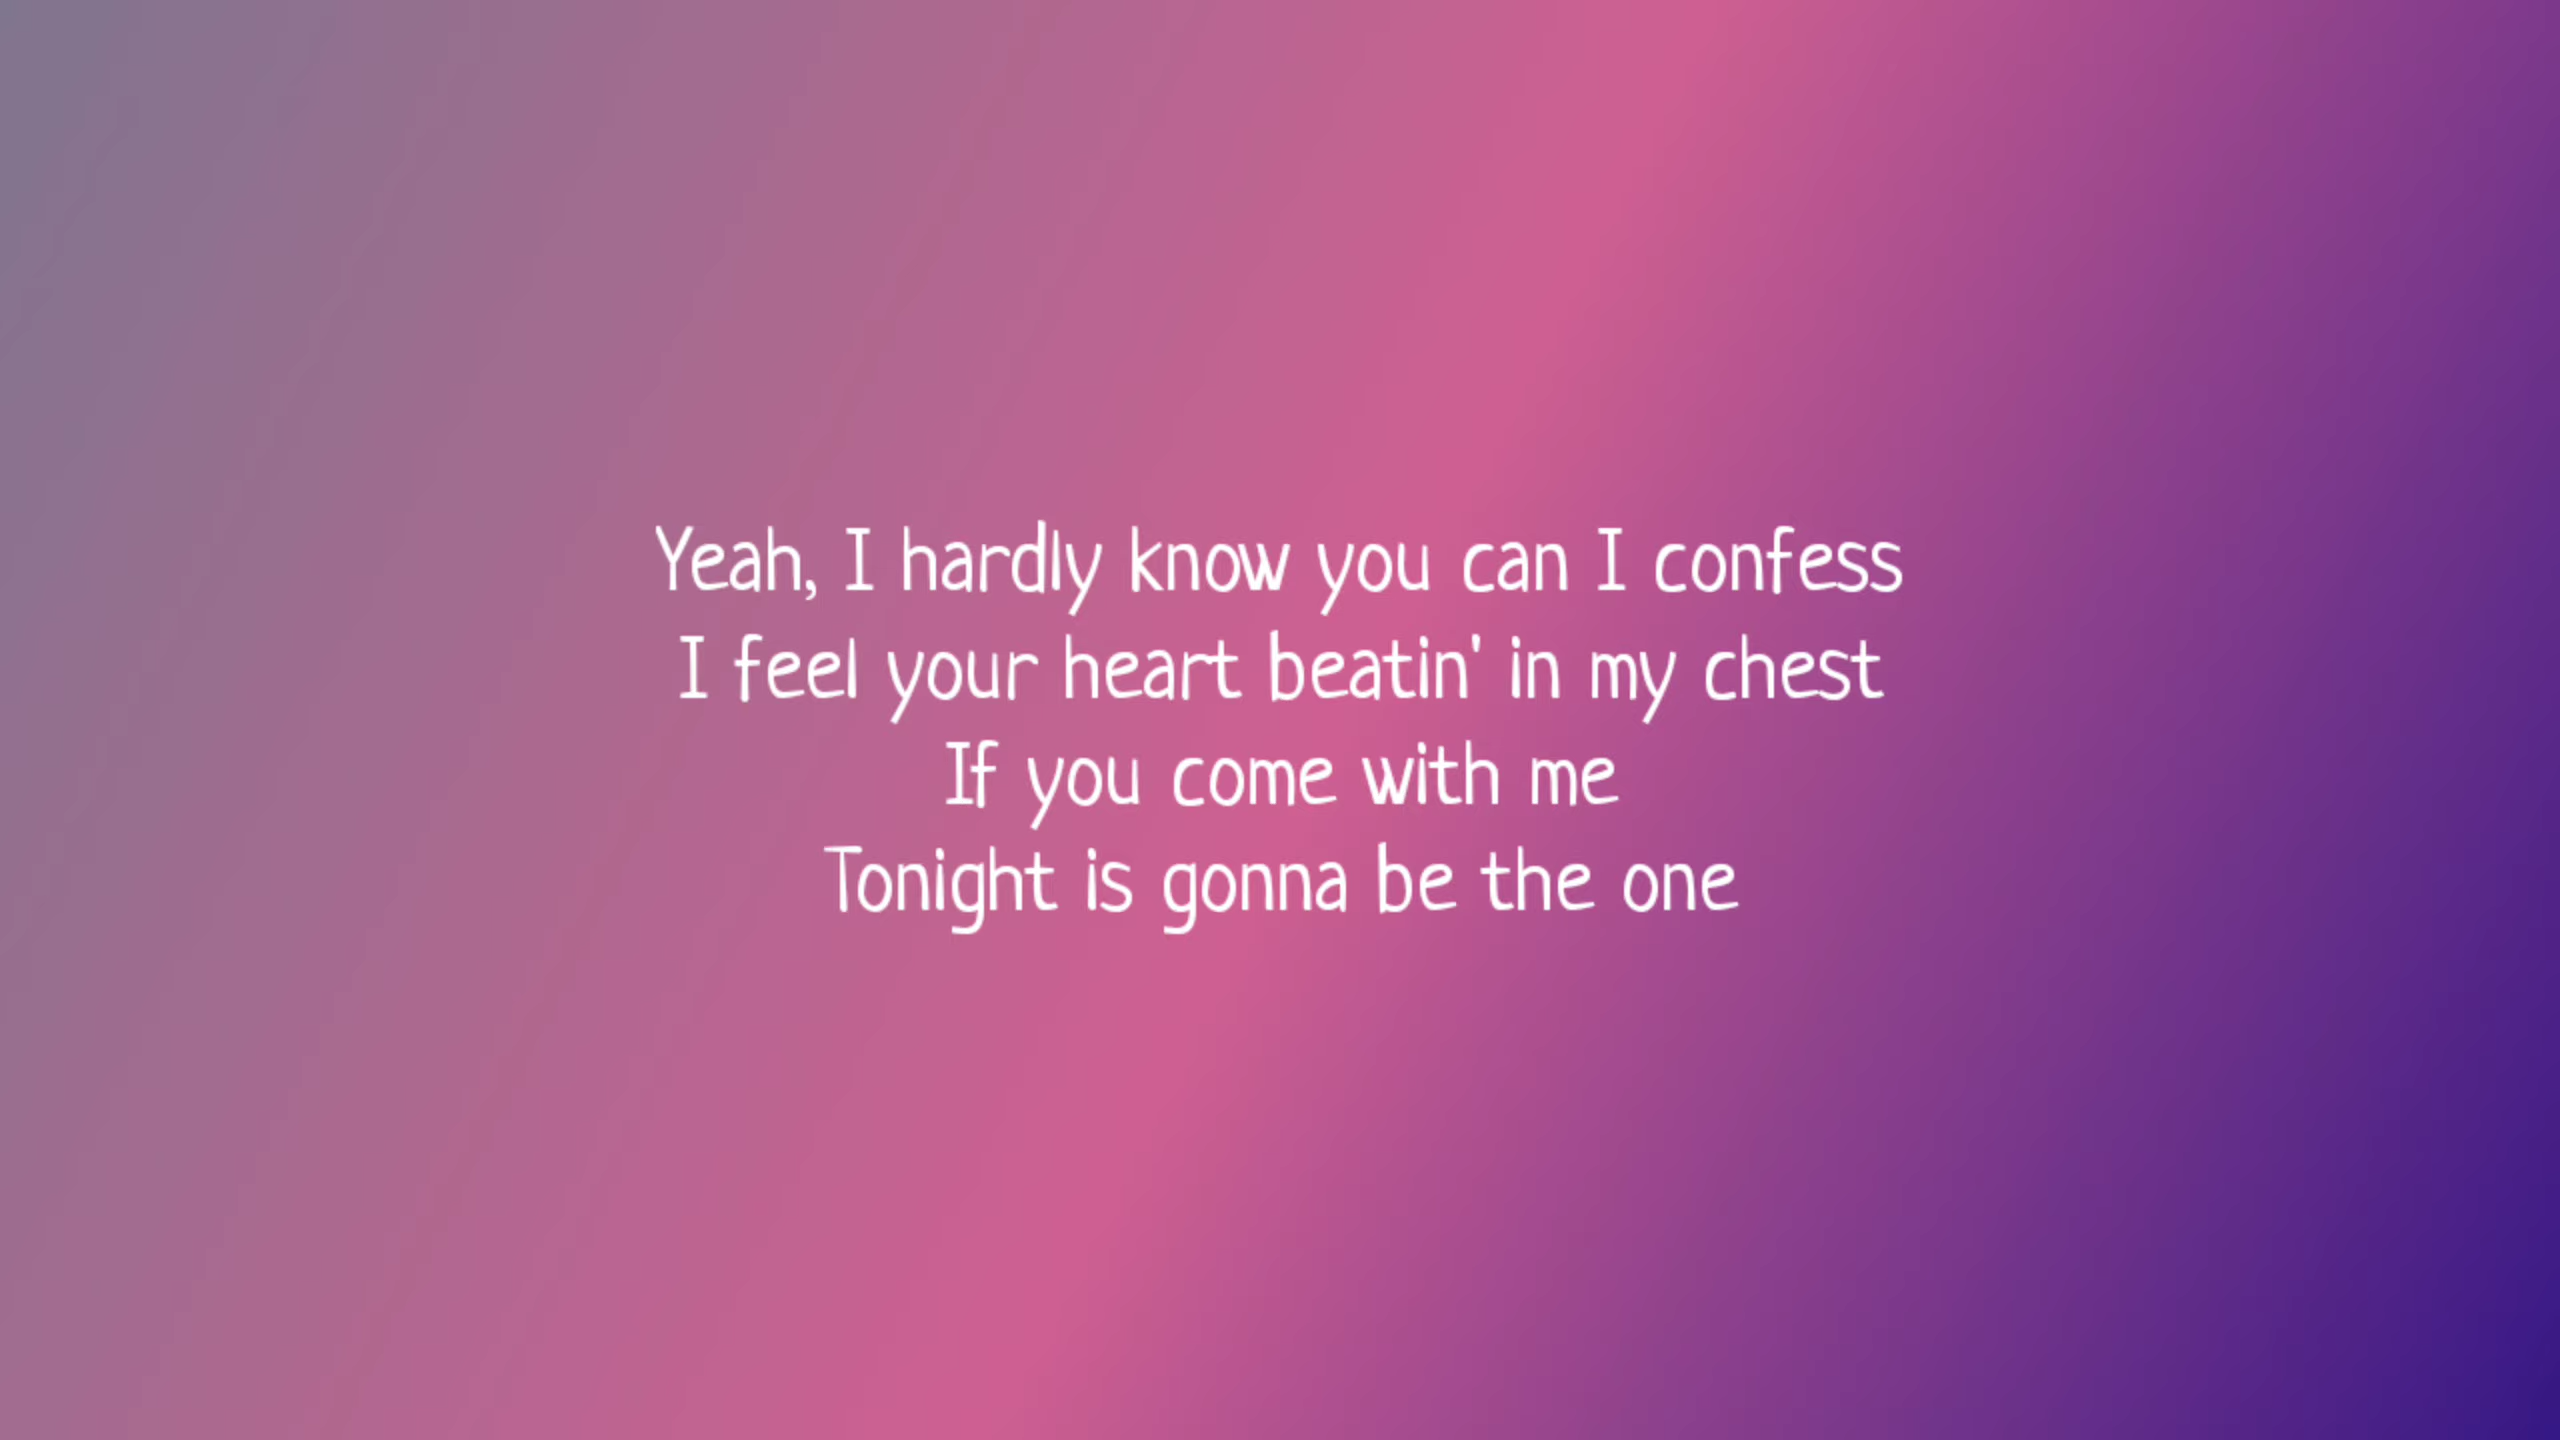 Yeah, I hardly know you can I confess
I feel your heart beatin' in my chest
If you come with me
Tonight is gonna be the one